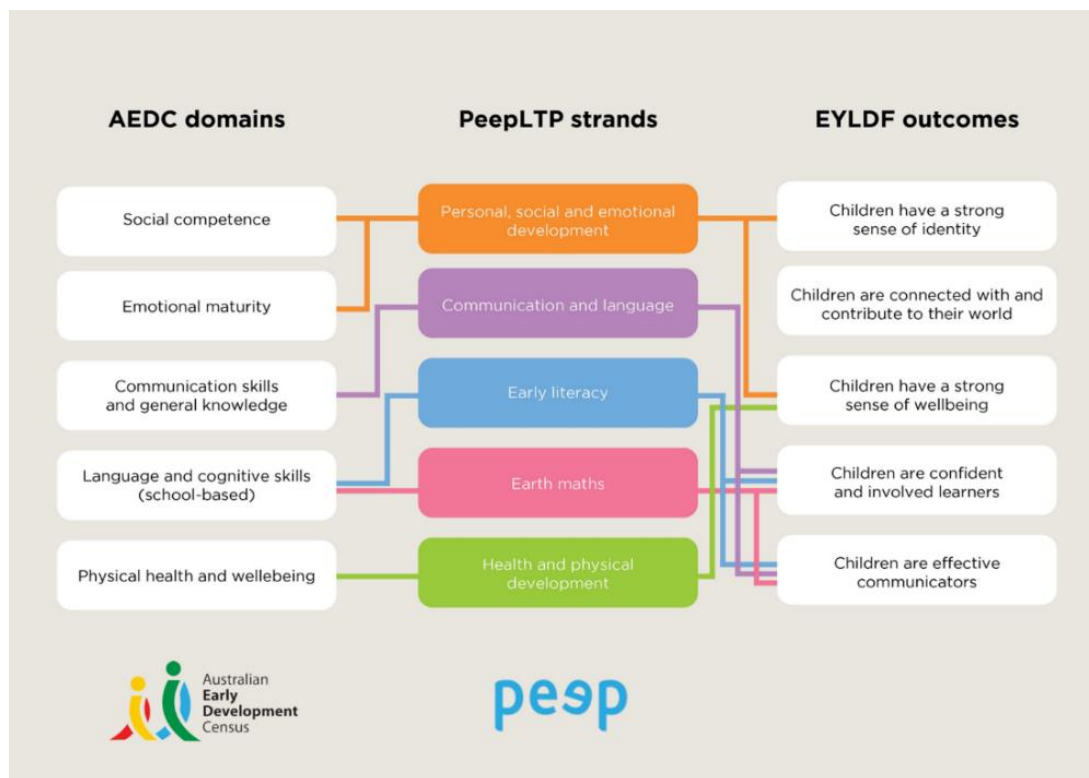 AEDC domains
PeepLTP strands
EYLDF outcomes
Social competence
Personal, social and emotional
development
Children have a strong
sense of identity
Emotional maturity
Communication and language
Children are connected with and
contribute to their world
Communication skills
and general knowledge
Early literacy
Children have a strong
sense of wellbeing
Language and cognitive skills
(school-based)
Earth maths
Children are confident
and involved learners
Physical health and wellebeing
Health and physical
development
Children are effective
communicators
Australian
Early
Development
Census
peep